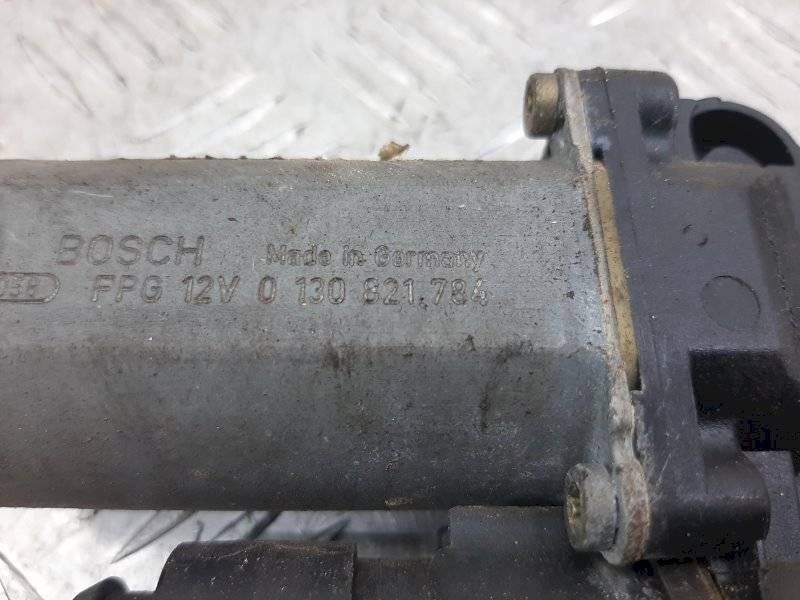 BOSCH Made in Germany
FPG 12V 0 130 821 784